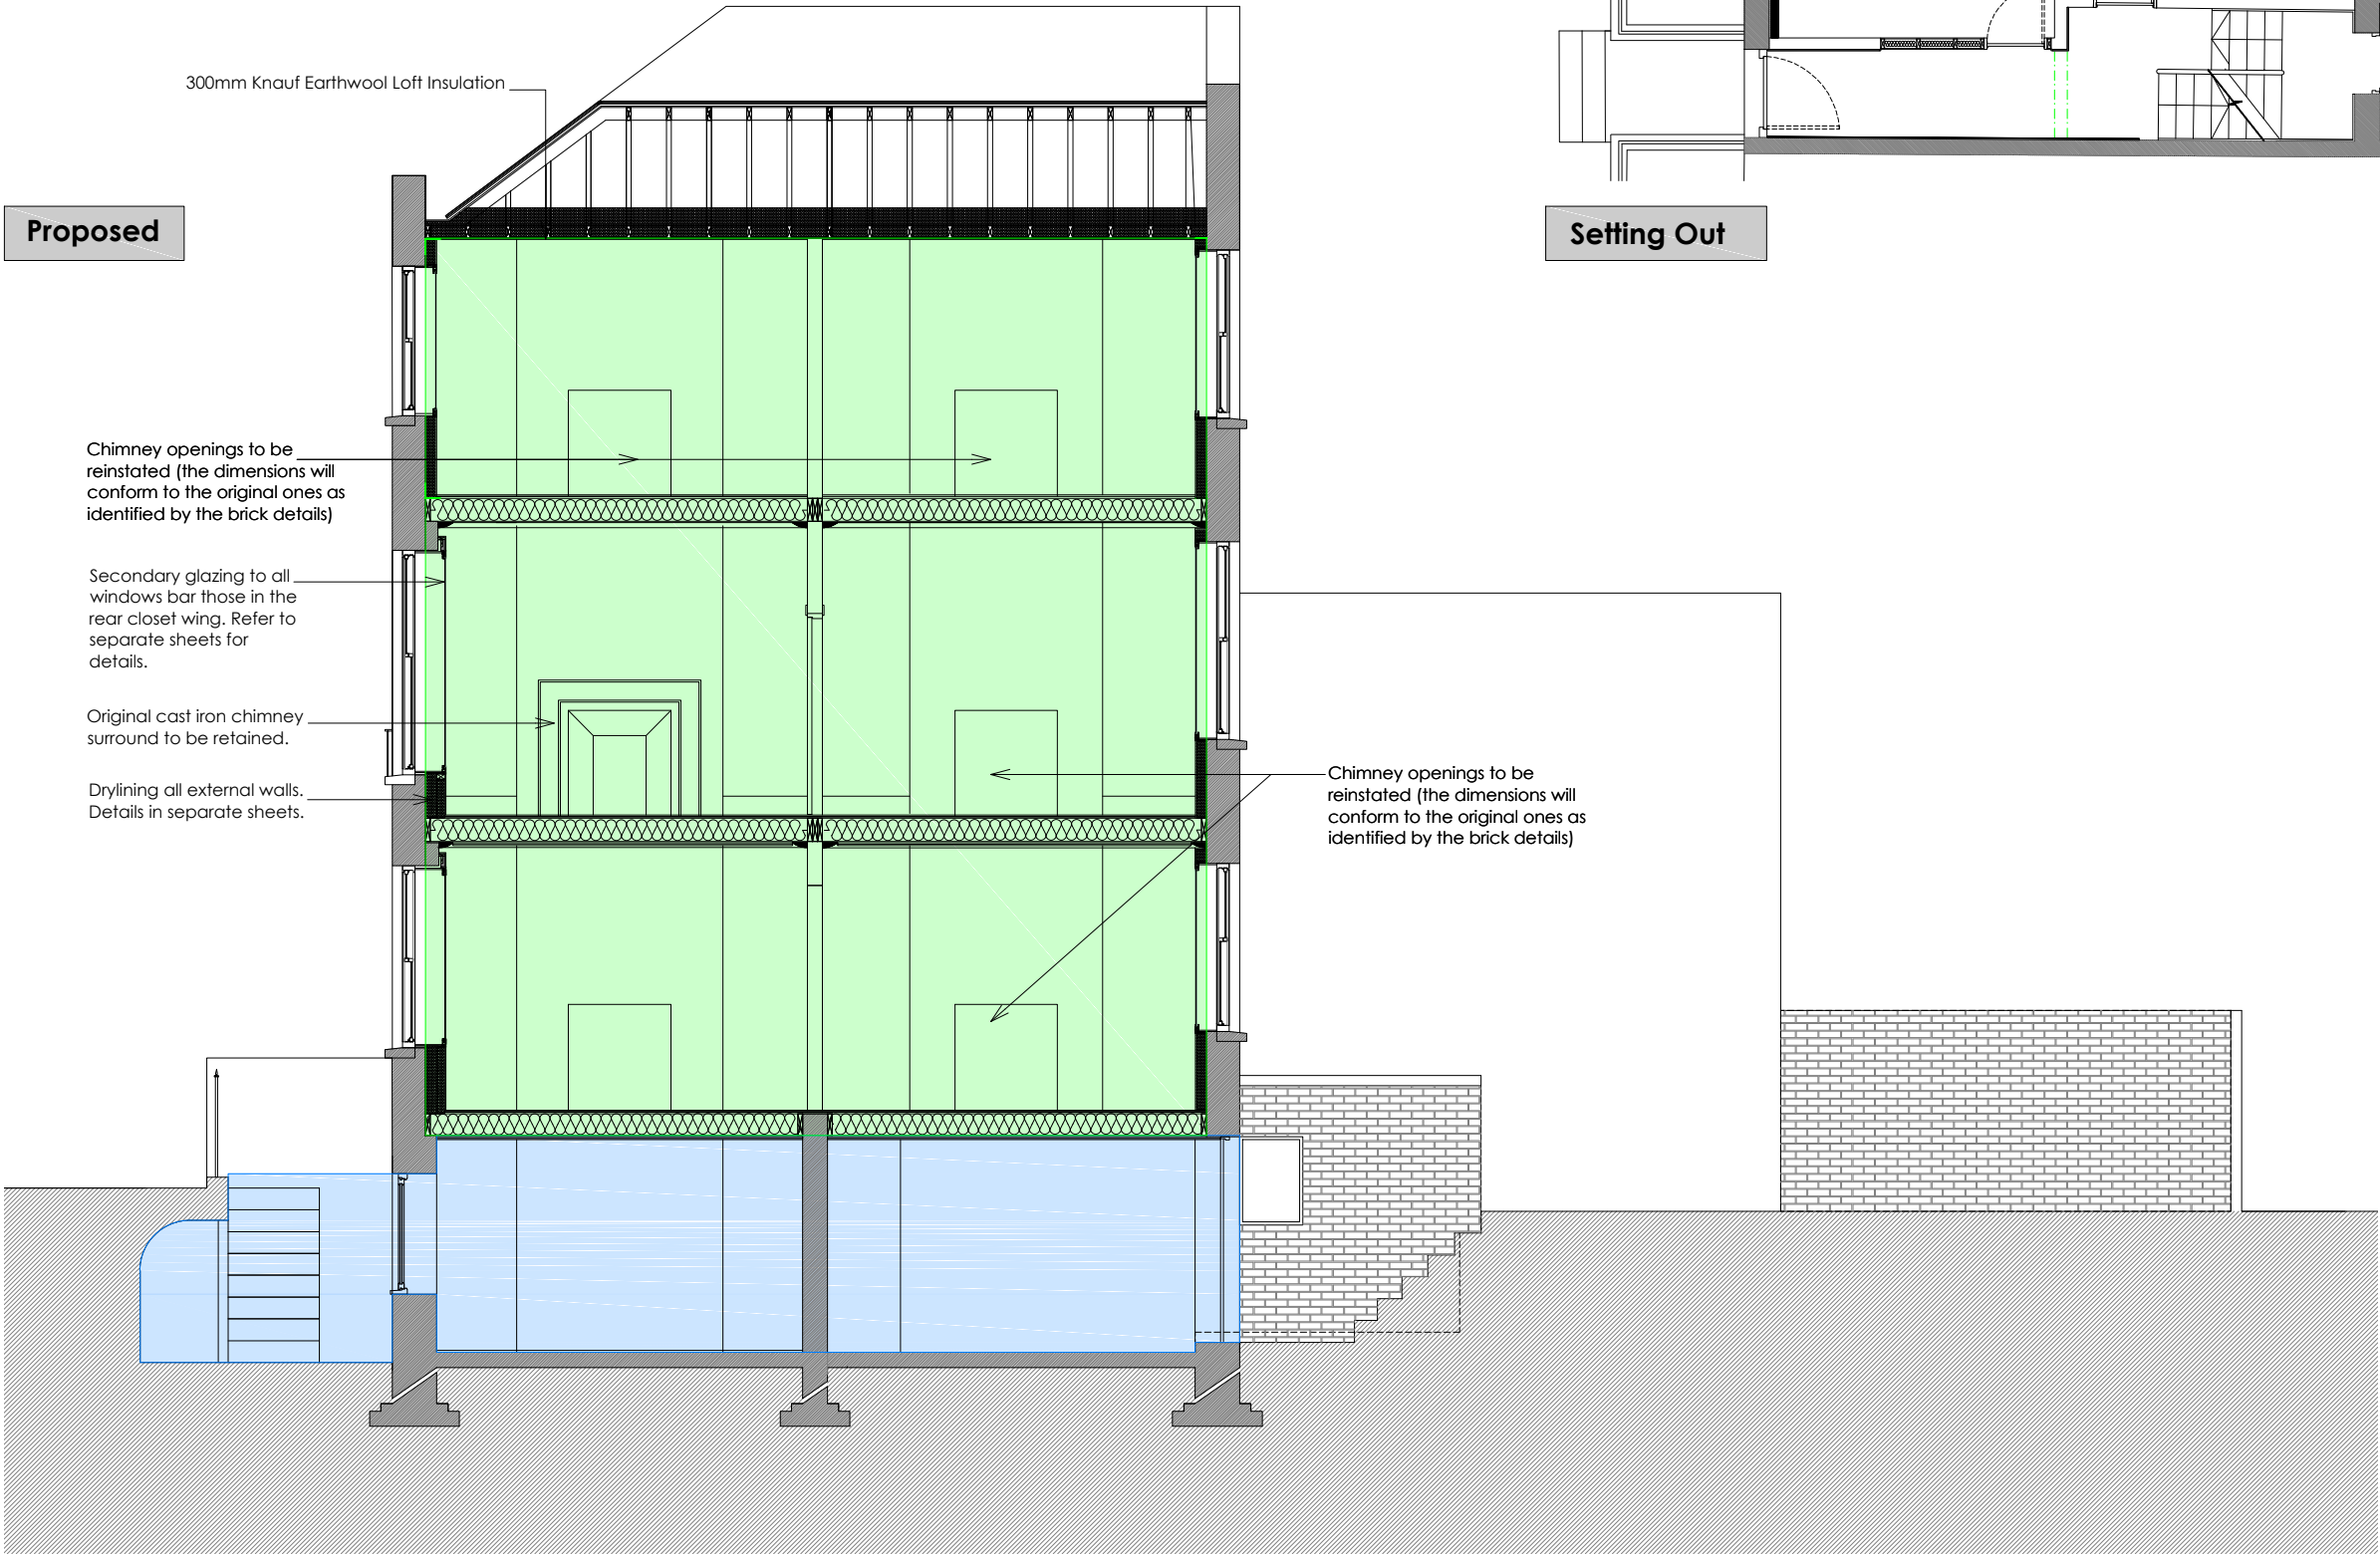 300mm Knauf Earthwool Loft Insulation
Proposed
Setting Out
Chimney openings to be
reinstated (the dimensions will
conform to the original ones as
identified by the brick details)
Secondary glazing to all
windows bar those in the
rear closet wing. Refer to
separate sheets for
details.
Original cast iron chimney
surround to be retained.
Drylining all external walls.
Details in separate sheets.
Chimney openings to be
reinstated (the dimensions will
conform to the original ones as
identified by the brick details)